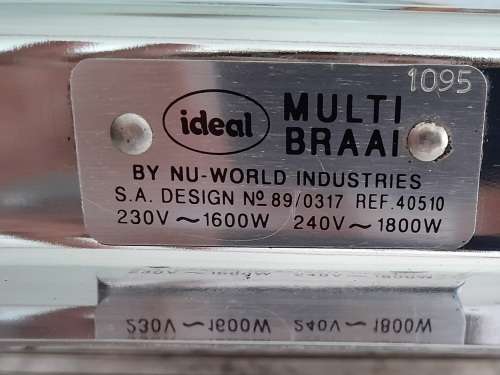 1095
ideal MULTI
BRAAI
BY NU-WORLD INDUSTRIES
S.A. DESIGN Nº 89/0317 REF. 40510
230V ~ 1600W 240V ~ 1800W